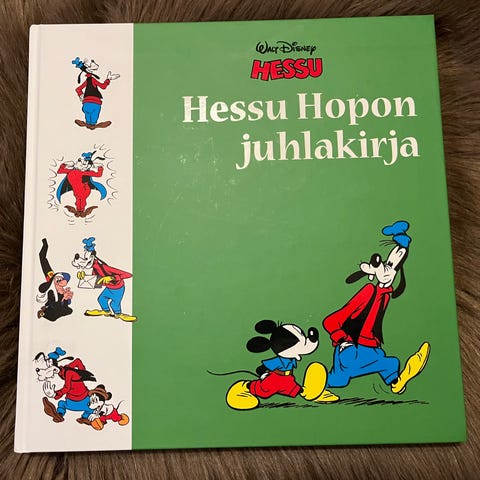 Walt Disney
HESSU
Hessu Hopon
juhlakirja